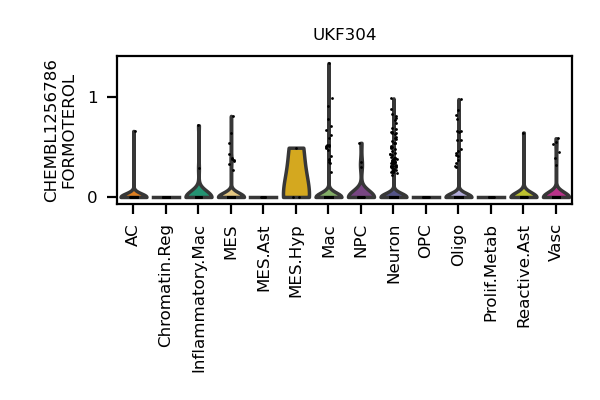 UKF304
CHEMBL1256786
FORMOTEROL
1
0
AC
Chromatin.Reg
Inflammatory.Mac
MES
MES.Ast
MES.Hyp
Mac
NPC
Neuron
OPC
Oligo
Prolif.Metab
Reactive.Ast
Vasc